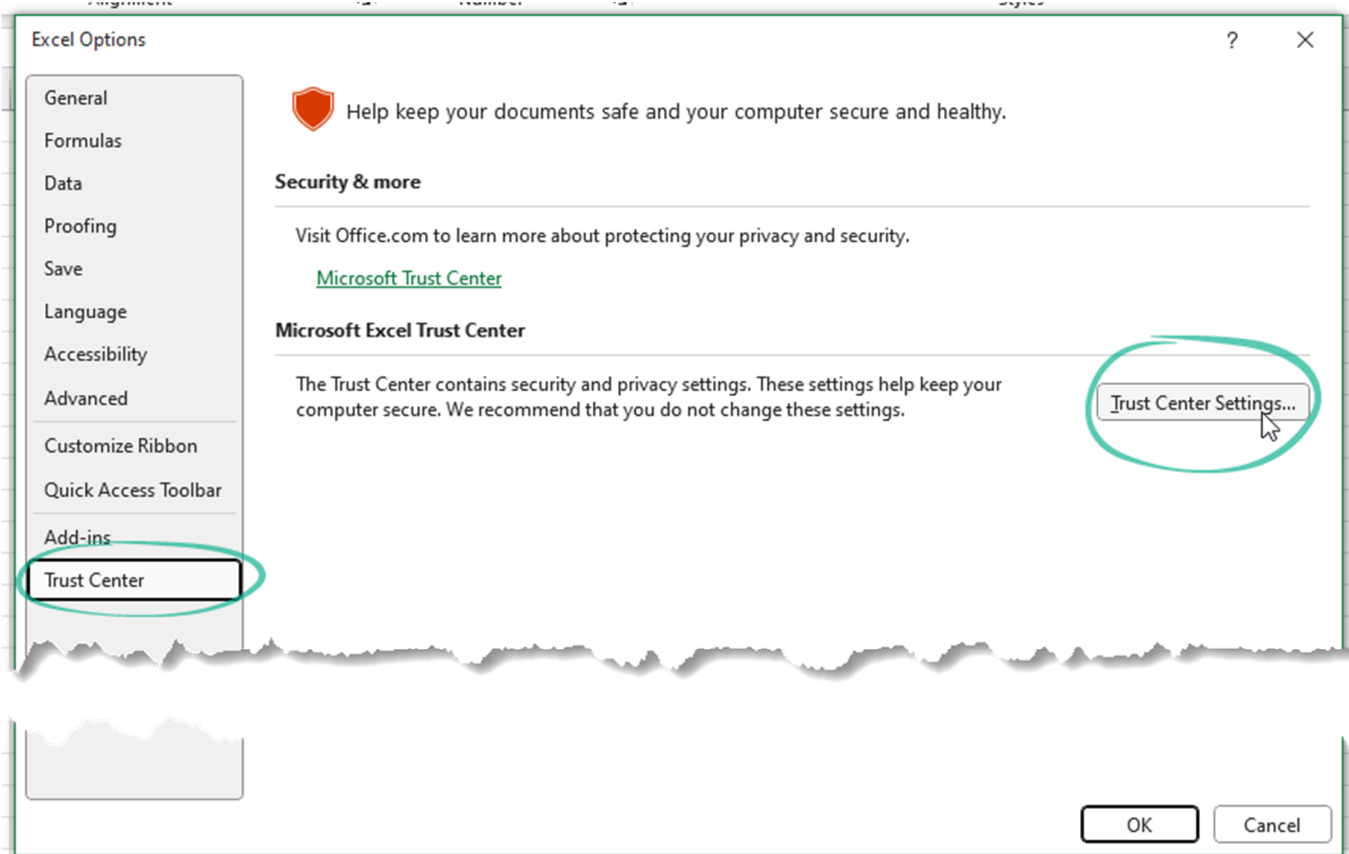 Excel Options
?
General
Formulas
Data
Proofing
Save
Language
Accessibility
Advanced
Customize Ribbon
Quick Access Toolbar
Add-ins
Trust Center
Help keep your documents safe and your computer secure and healthy.
Security & more
Visit Office.com to learn more about protecting your privacy and security.
Microsoft Trust Center
Microsoft Excel Trust Center
The Trust Center contains security and privacy settings. These settings help keep your
computer secure. We recommend that you do not change these settings.
Trust Center Settings...
OK
Cancel